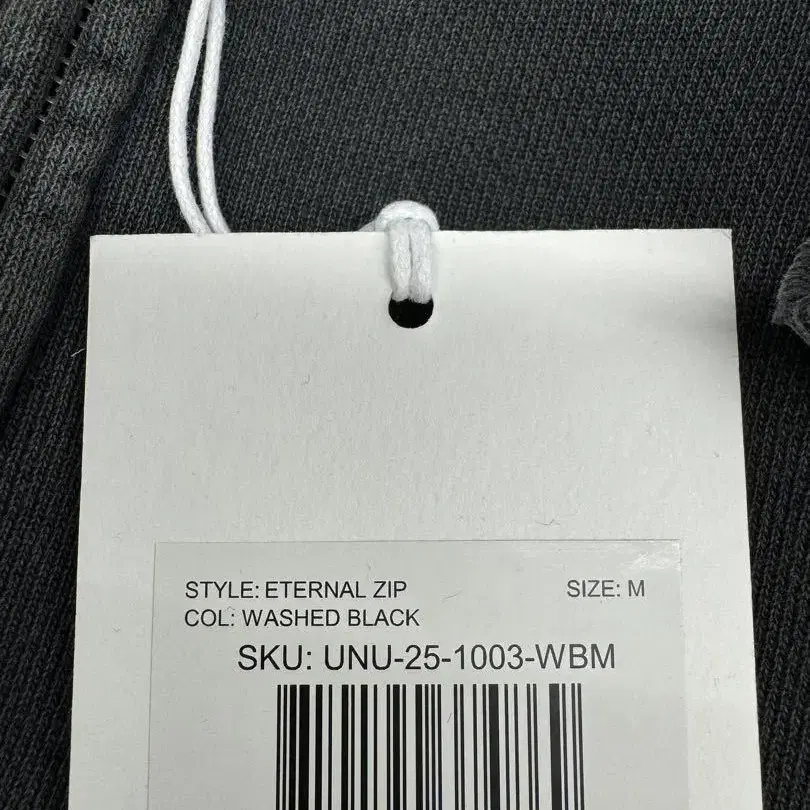 STYLE: ETERNAL ZIP SIZE: M
COL: WASHED BLACK
SKU: UNU-25-1003-WBM